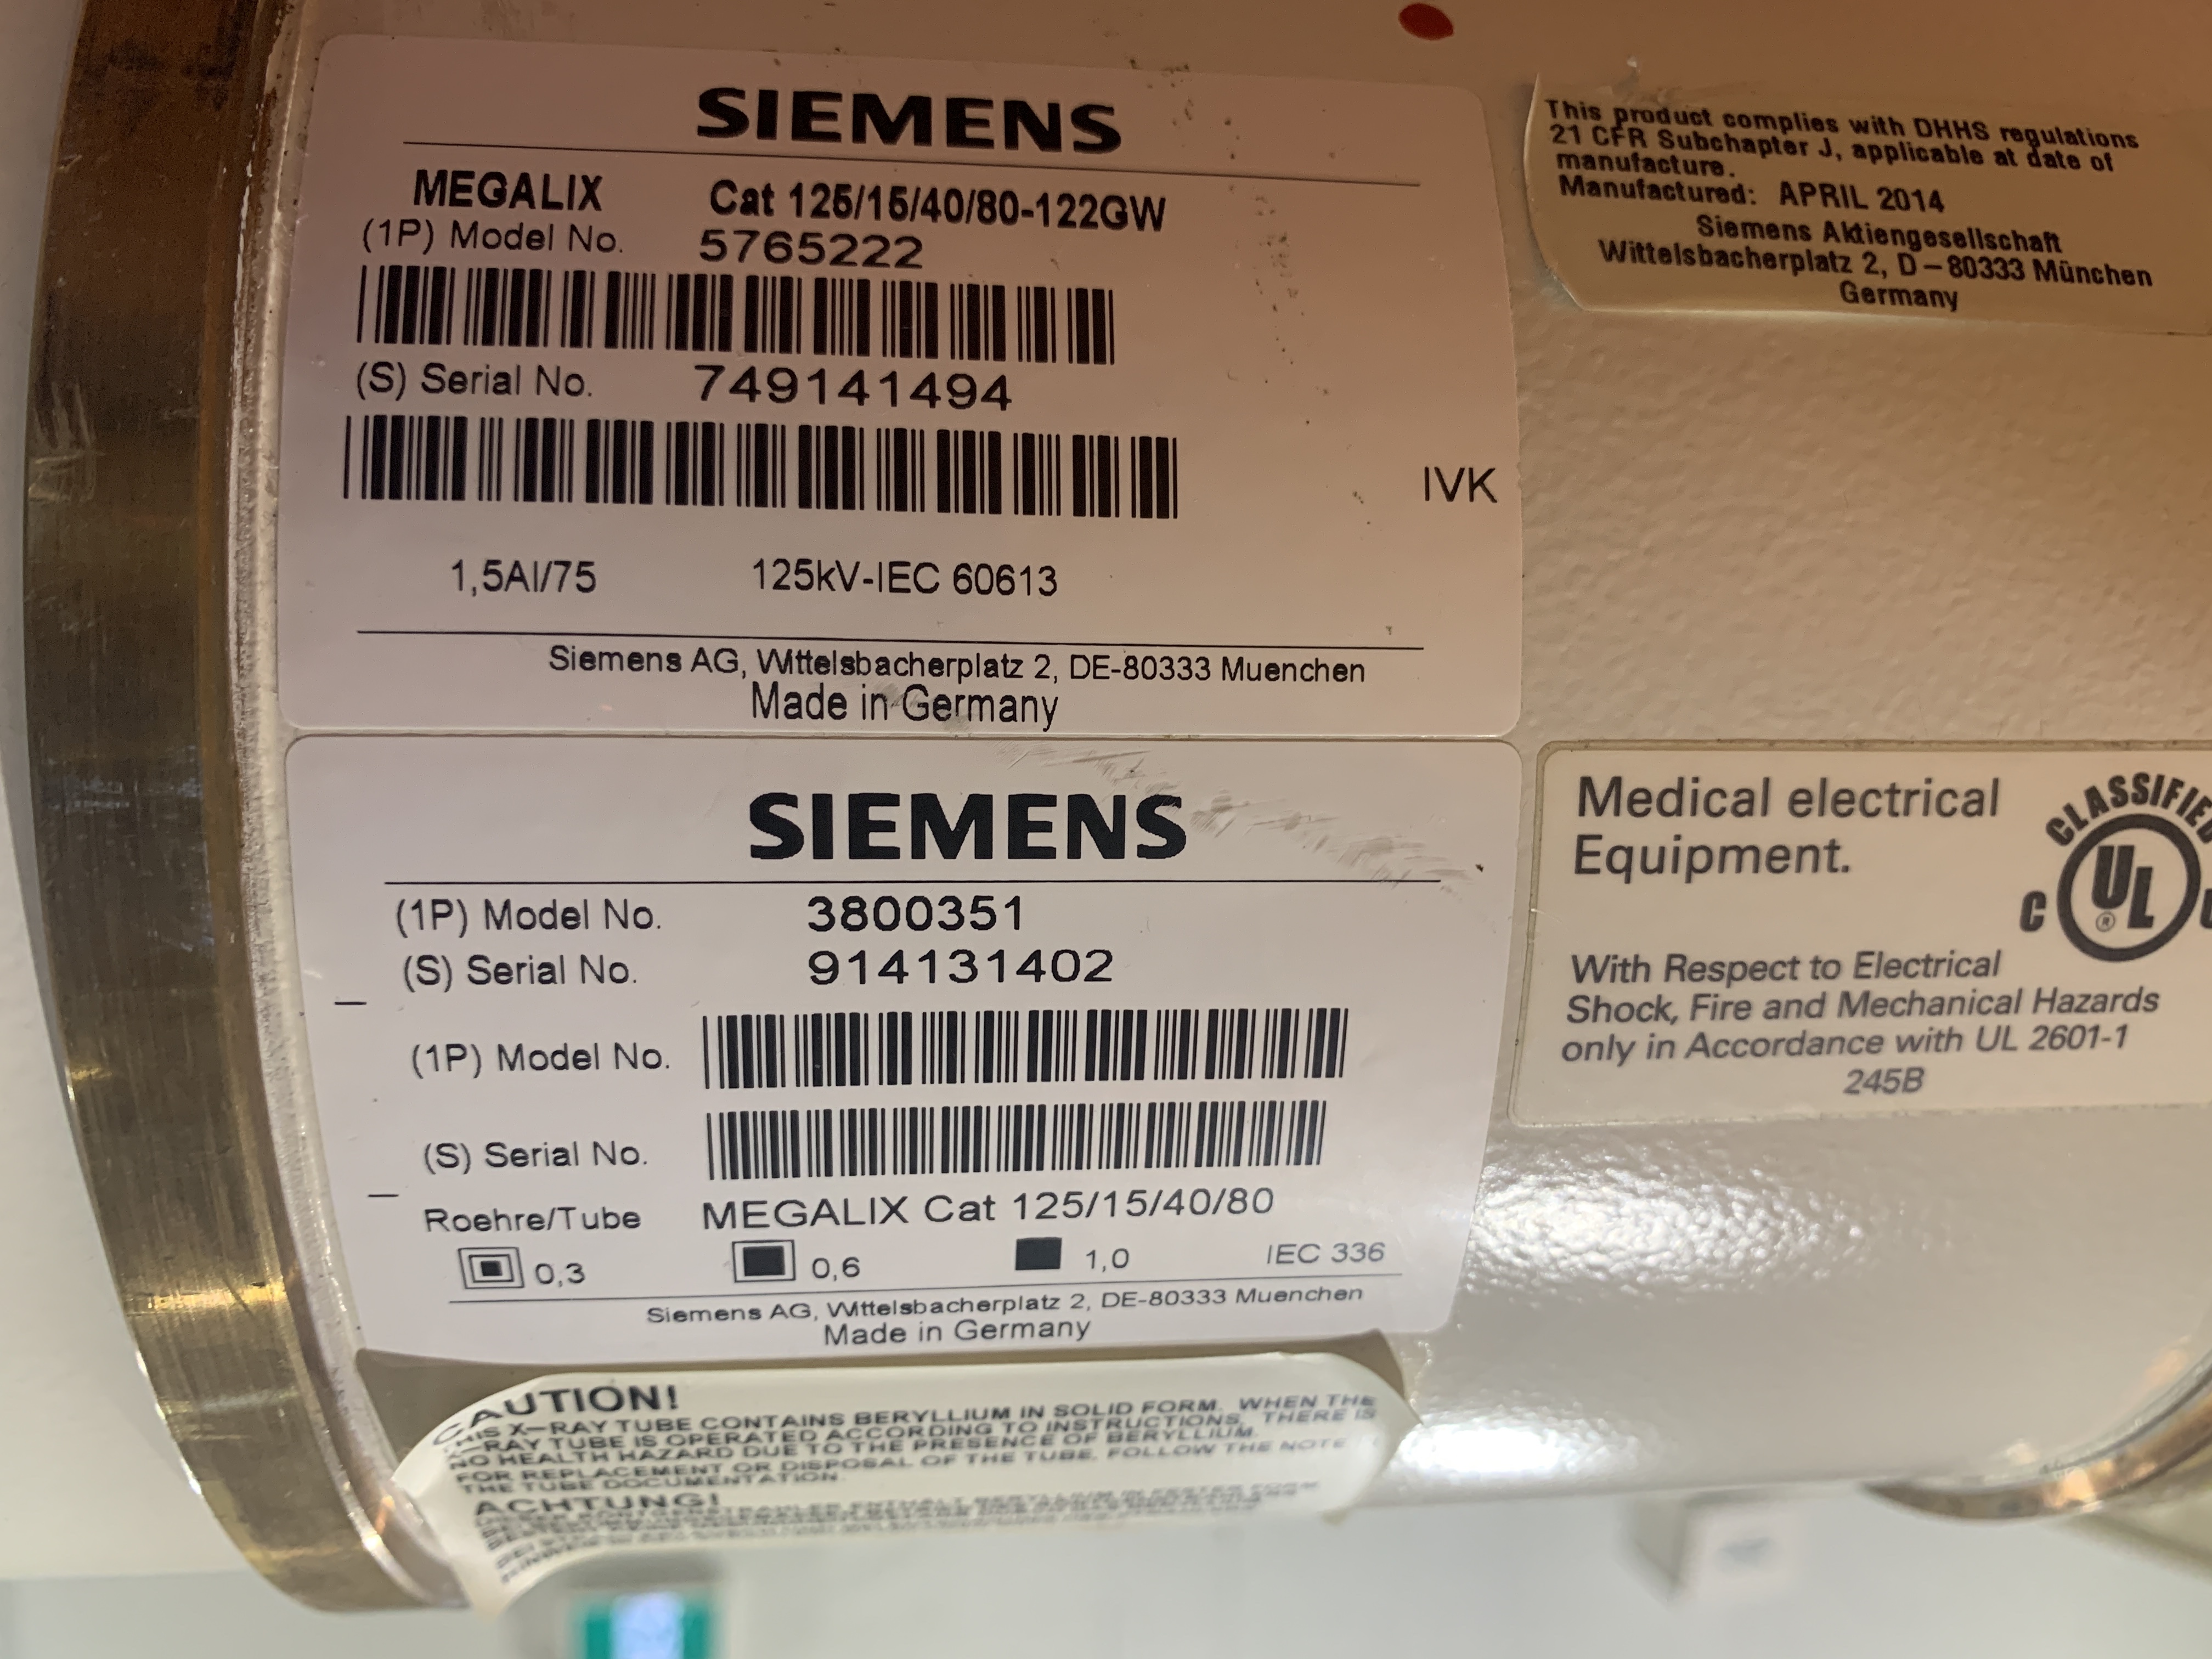 SIEMENS
MEGALIX Cat 125/15/40/80-122GW
(1P) Model No. 5765222
(S) Serial No. 749141494
IVK
1,5Al/75 125kV-IEC 60613
Siemens AG, Wittelsbacherplatz 2, DE-80333 Muenchen
Made in Germany
This product complies with DHHS regulations
21 CFR Subchapter J, applicable at date of
manufacture.
Manufactured: APRIL 2014
Siemens Aktiengesellschaft
Wittelsbacherplatz 2, D-80333 München
Germany
SIEMENS
(1P) Model No. 3800351
(S) Serial No. 914131402
(1P) Model No.
(S) Serial No.
Roehre/Tube MEGALIX Cat 125/15/40/80
0,3 0,6 1,0 IEC 336
Siemens AG, Wittelsbacherplatz 2, DE-80333 Muenchen
Made in Germany
Medical electrical
Equipment.
CLASSIFIED
C UL ®
With Respect to Electrical
Shock, Fire and Mechanical Hazards
only in Accordance with UL 2601-1
245B
CAUTION!
THIS X-RAY TUBE CONTAINS BERYLLIUM IN SOLID FORM. WHEN THE
X-RAY TUBE IS OPERATED ACCORDING TO INSTRUCTIONS, THERE IS
NO HEALTH HAZARD DUE TO THE PRESENCE OF BERYLLIUM.
FOR REPLACEMENT OR DISPOSAL OF THE TUBE, FOLLOW THE NOTE
THE TUBE DOCUMENTATION.
ACHTUNG!